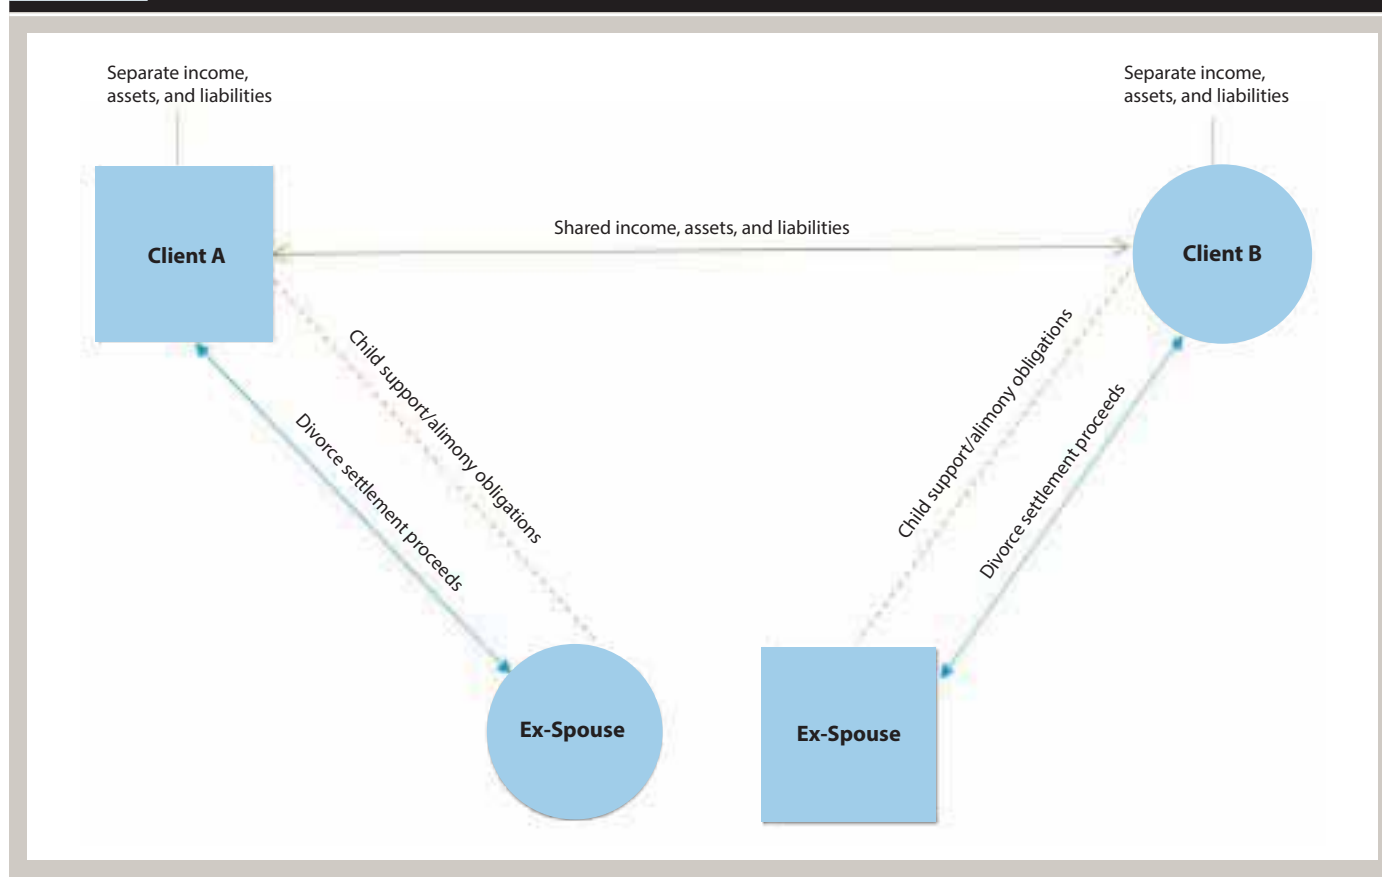 Separate income,
assets, and liabilities
Separate income,
assets, and liabilities
Shared income, assets, and liabilities
Client A
Client B
Child support/alimony obligations
Divorce settlement proceeds
Child support/alimony obligations
Divorce settlement proceeds
Ex-Spouse
Ex-Spouse